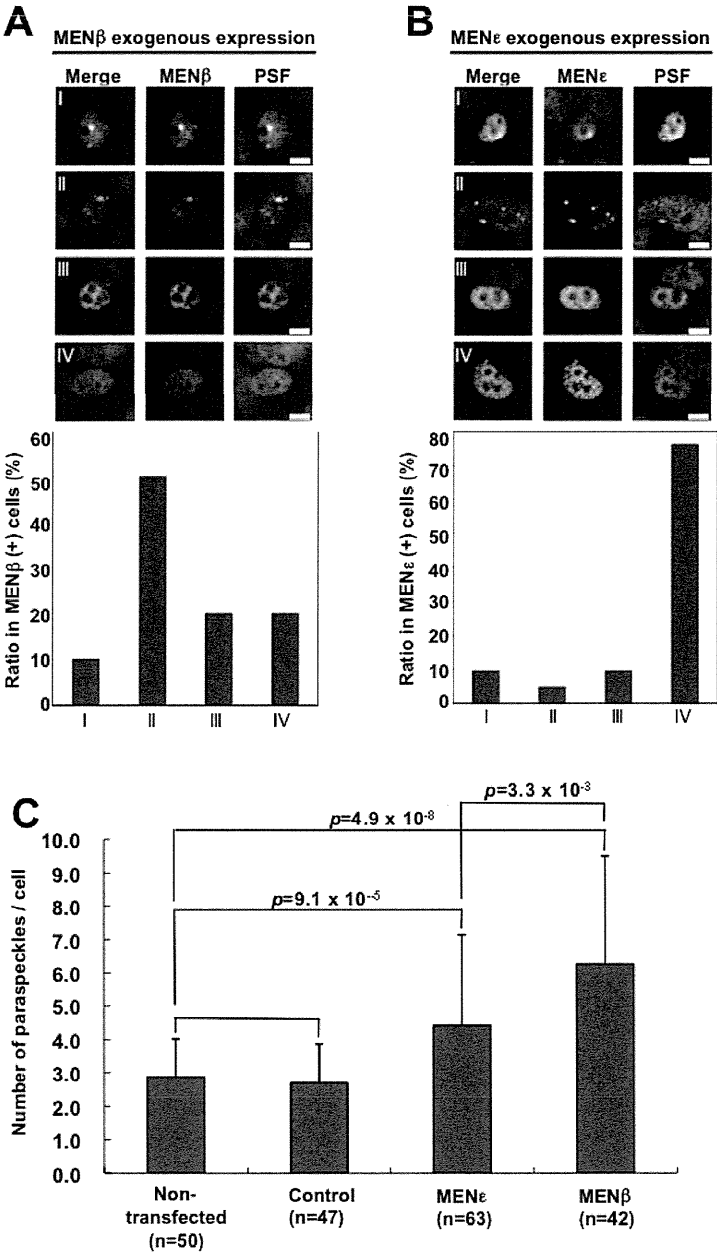 A
MENβ exogenous expression
Merge MENβ PSF
I
II
III
IV
Ratio in MENβ (+) cells (%)
60
50
40
30
20
10
0
I II III IV
B
MENε exogenous expression
Merge MENε PSF
I
II
III
IV
Ratio in MENε (+) cells (%)
80
70
60
50
40
30
20
10
0
I II III IV
C
p=3.3 x 10-3
p=4.9 x 10-8
p=9.1 x 10-5
Number of paraspeckles / cell
10.0
9.0
8.0
7.0
6.0
5.0
4.0
3.0
2.0
1.0
0.0
Non-
transfected
(n=50)
Control
(n=47)
MENε
(n=63)
MENβ
(n=42)